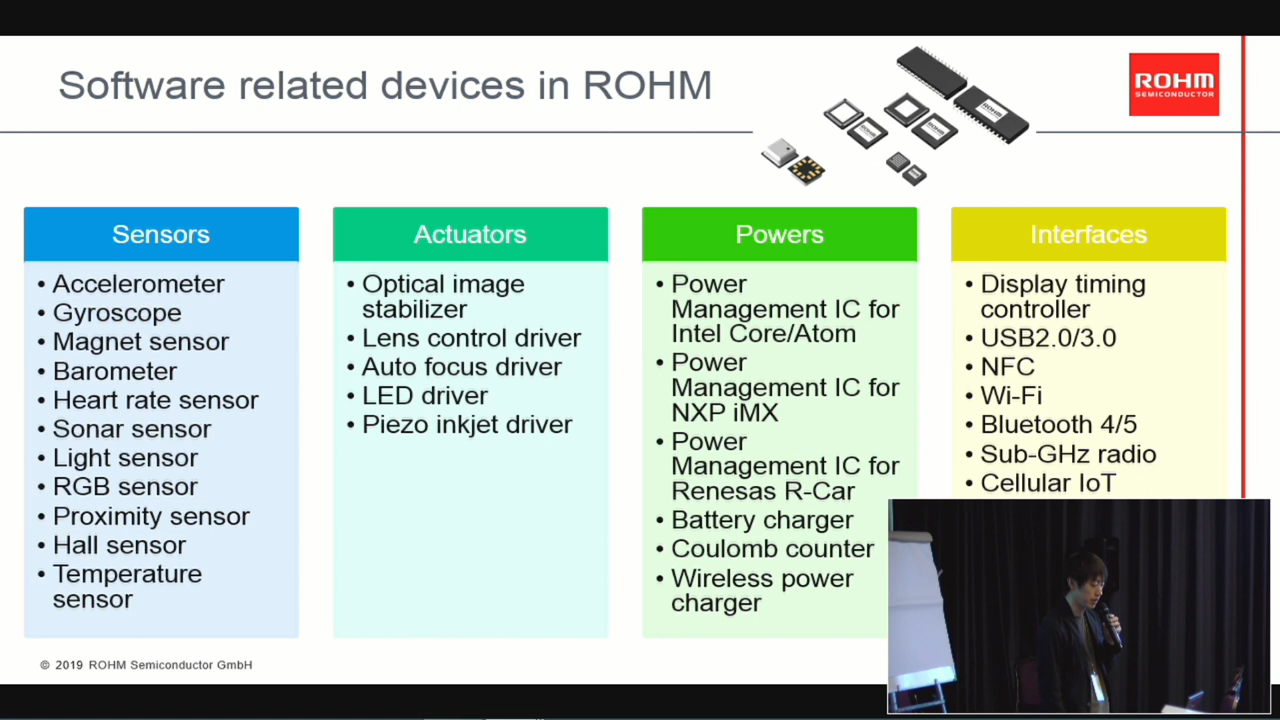 Software related devices in ROHM
ROHM
SEMICONDUCTOR
ROHM
ROHM
ROHM
Sensors
• Accelerometer
• Gyroscope
• Magnet sensor
• Barometer
• Heart rate sensor
• Sonar sensor
• Light sensor
• RGB sensor
• Proximity sensor
• Hall sensor
• Temperature
sensor
Actuators
• Optical image
stabilizer
• Lens control driver
• Auto focus driver
• LED driver
• Piezo inkjet driver
Powers
• Power
Management IC for
Intel Core/Atom
• Power
Management IC for
NXP iMX
• Power
Management IC for
Renesas R-Car
• Battery charger
• Coulomb counter
• Wireless power
charger
Interfaces
• Display timing
controller
• USB2.0/3.0
• NFC
• Wi-Fi
• Bluetooth 4/5
• Sub-GHz radio
• Cellular IoT
© 2019 ROHM Semiconductor GmbH